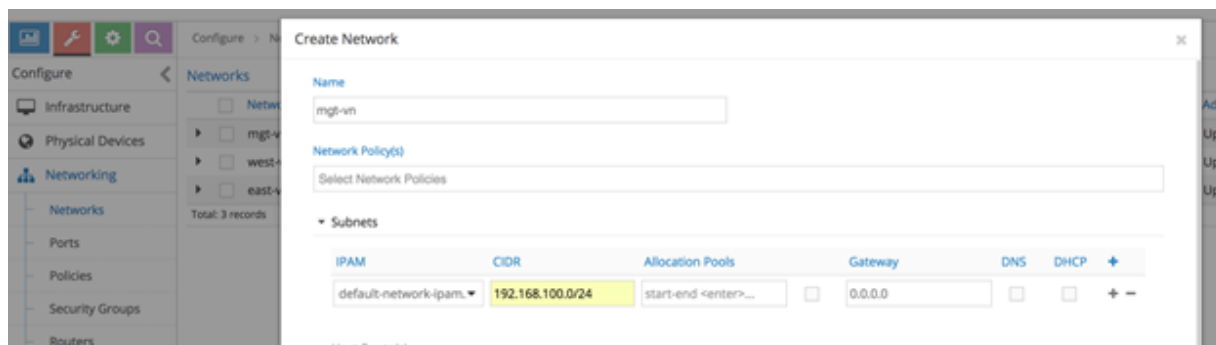 Configure > N
Create Network
×
Configure
Networks
Name
Infrastructure
Netw
mgt-vn
Ad
Physical Devices
mgt-v
Up
Network Policy(s)
Networking
west-
Select Network Policies
Up
east-v
Up
Networks
Total: 3 records
Subnets
Ports
IPAM
CIDR
Allocation Pools
Gateway
DNS
DHCP
+
Policies
default-network-ipam.
192.168.100.0/24
start-end <enter>...
0.0.0.0
+ −
Security Groups
Routers